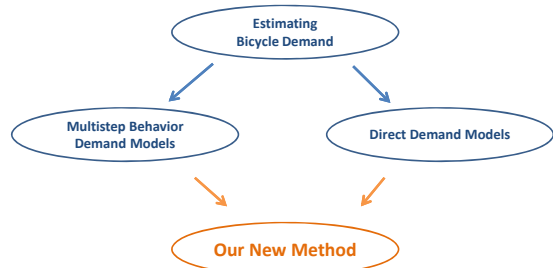 Estimating
Bicycle Demand
Multistep Behavior
Demand Models
Direct Demand Models
Our New Method